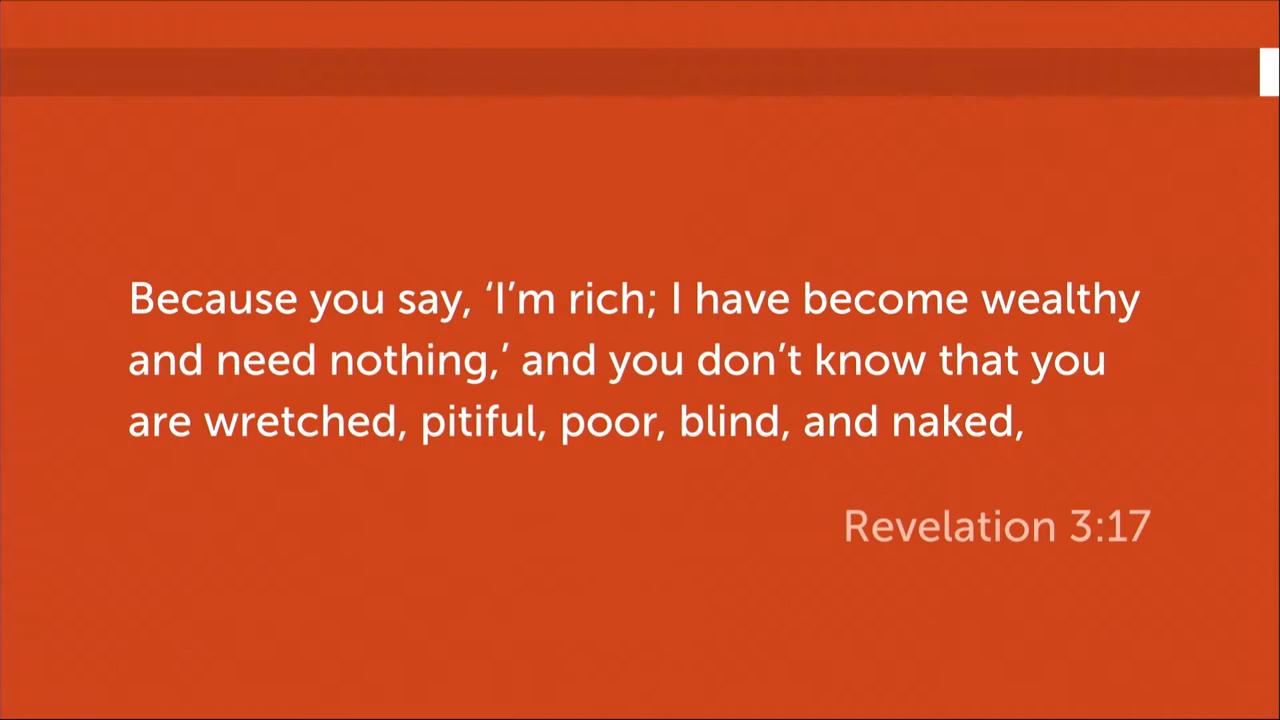 Because you say, ‘I’m rich; I have become wealthy
and need nothing,’ and you don’t know that you
are wretched, pitiful, poor, blind, and naked,
Revelation 3:17